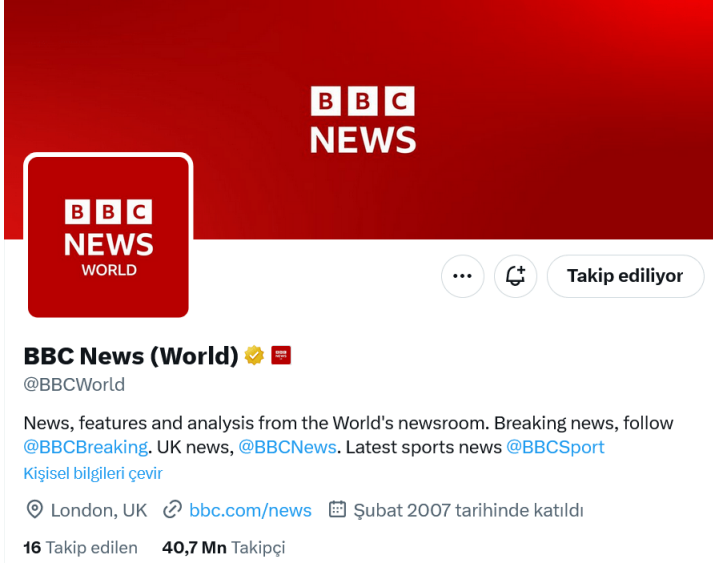 BBC
NEWS
BBC
NEWS
WORLD
Takip ediliyor
BBC News (World)
@BBCWorld
News, features and analysis from the World's newsroom. Breaking news, follow
@BBCBreaking. UK news, @BBCNews. Latest sports news @BBCSport
Kişisel bilgileri çevir
London, UK bbc.com/news Şubat 2007 tarihinde katıldı
16 Takip edilen 40,7 Mn Takipçi